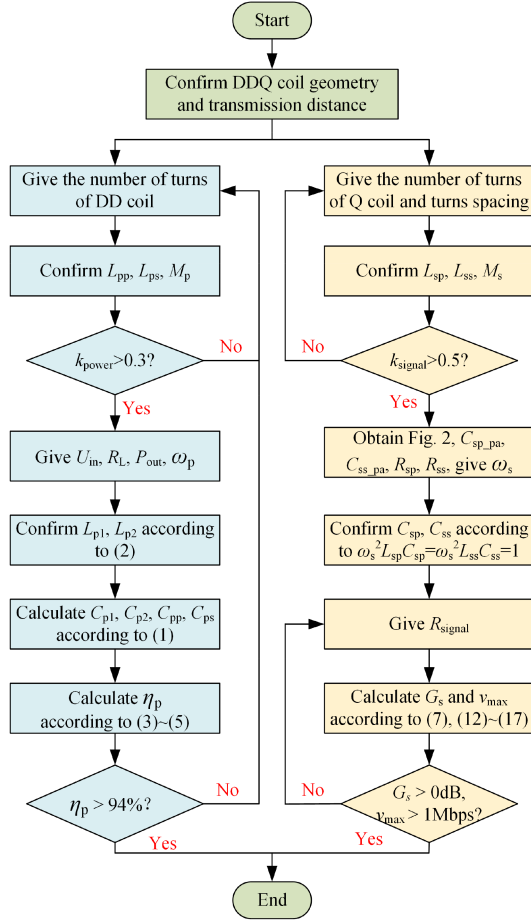 Start
Confirm DDQ coil geometry
and transmission distance
Give the number of turns
of DD coil
Confirm Lpp, Lps, Mp
kpower>0.3?
No
Yes
Give Uin, RL, Pout, ωp
Confirm Lp1, Lp2 according
to (2)
Calculate Cp1, Cp2, Cpp, Cps
according to (1)
Calculate ηp
according to (3)~(5)
ηp > 94%?
No
Yes
Give the number of turns
of Q coil and turns spacing
Confirm Lsp, Lss, Ms
ksignal>0.5?
No
Yes
Obtain Fig. 2, Csp_pa,
Css_pa, Rsp, Rss, give ωs
Confirm Csp, Css according
to ωs²LspCsp=ωs²LssCss=1
Give Rsignal
Calculate Gs and vmax
according to (7), (12)~(17)
Gs > 0dB,
vmax > 1Mbps?
No
Yes
End